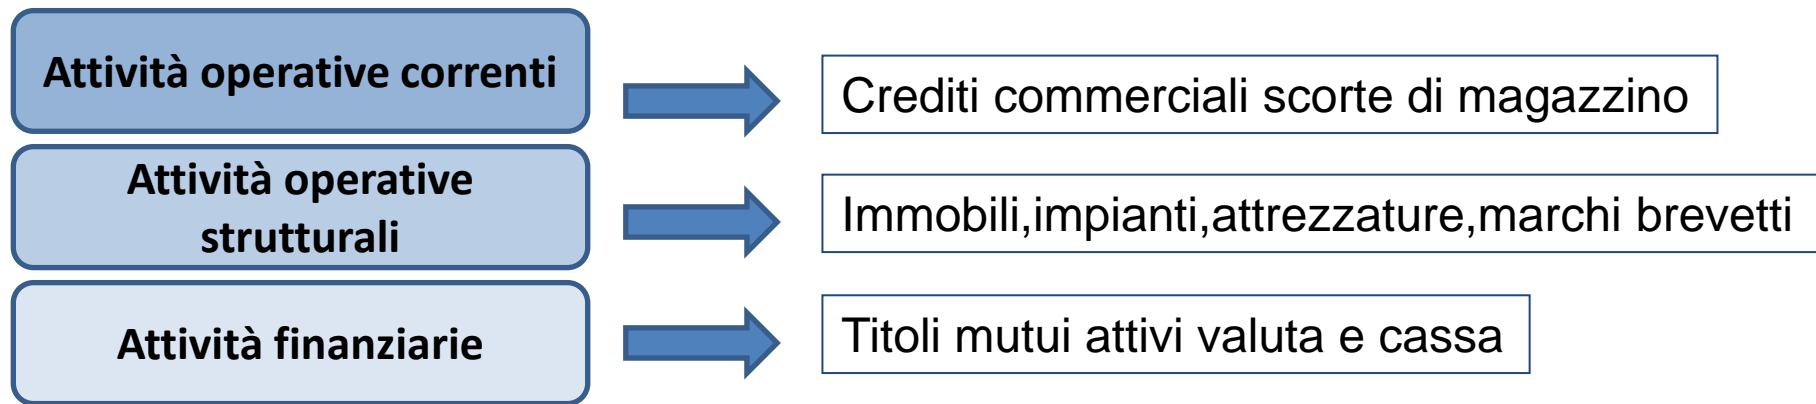 Attività operative correnti
Crediti commerciali scorte di magazzino
Attività operative
strutturali
Immobili,impianti,attrezzature,marchi brevetti
Attività finanziarie
Titoli mutui attivi valuta e cassa